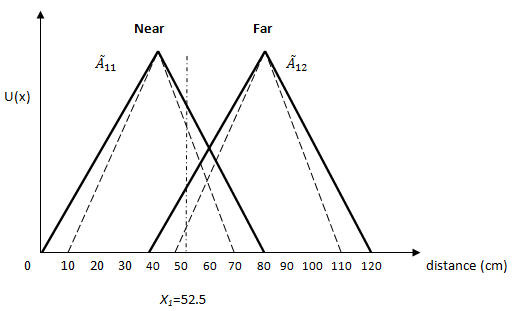 Near Far
Ã₁₁ Ã₁₂
U(x)
0 10 20 30 40 50 60 70 80 90 100 110 120 distance (cm)
X₁=52.5